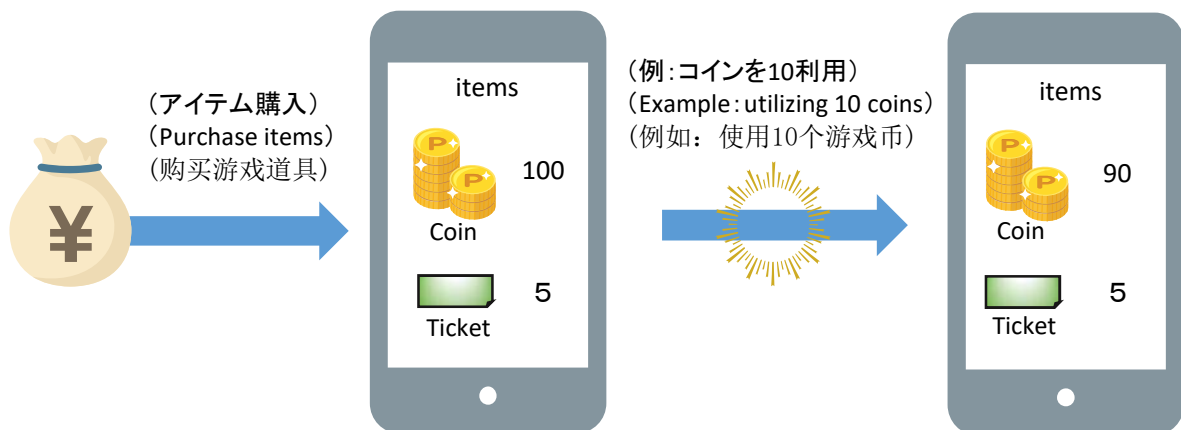 ¥
（アイテム購入）
（Purchase items）
（购买游戏道具）
items
P
P
100
Coin
5
Ticket
（例：コインを10利用）
（Example：utilizing 10 coins）
（例如：使用10个游戏币）
items
P
P
90
Coin
5
Ticket